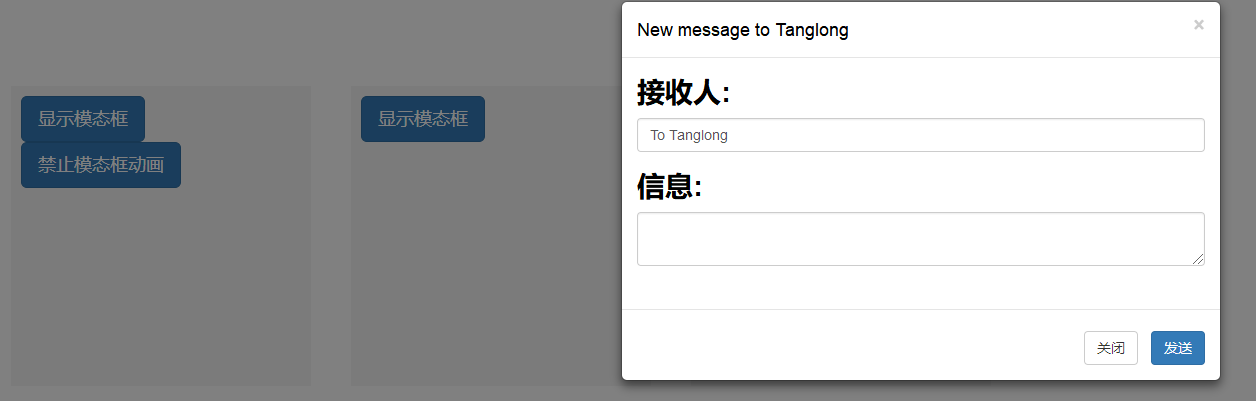 显示模态框
禁止模态框动画
显示模态框
New message to Tanglong
×
接收人:
To Tanglong
信息:
关闭
发送